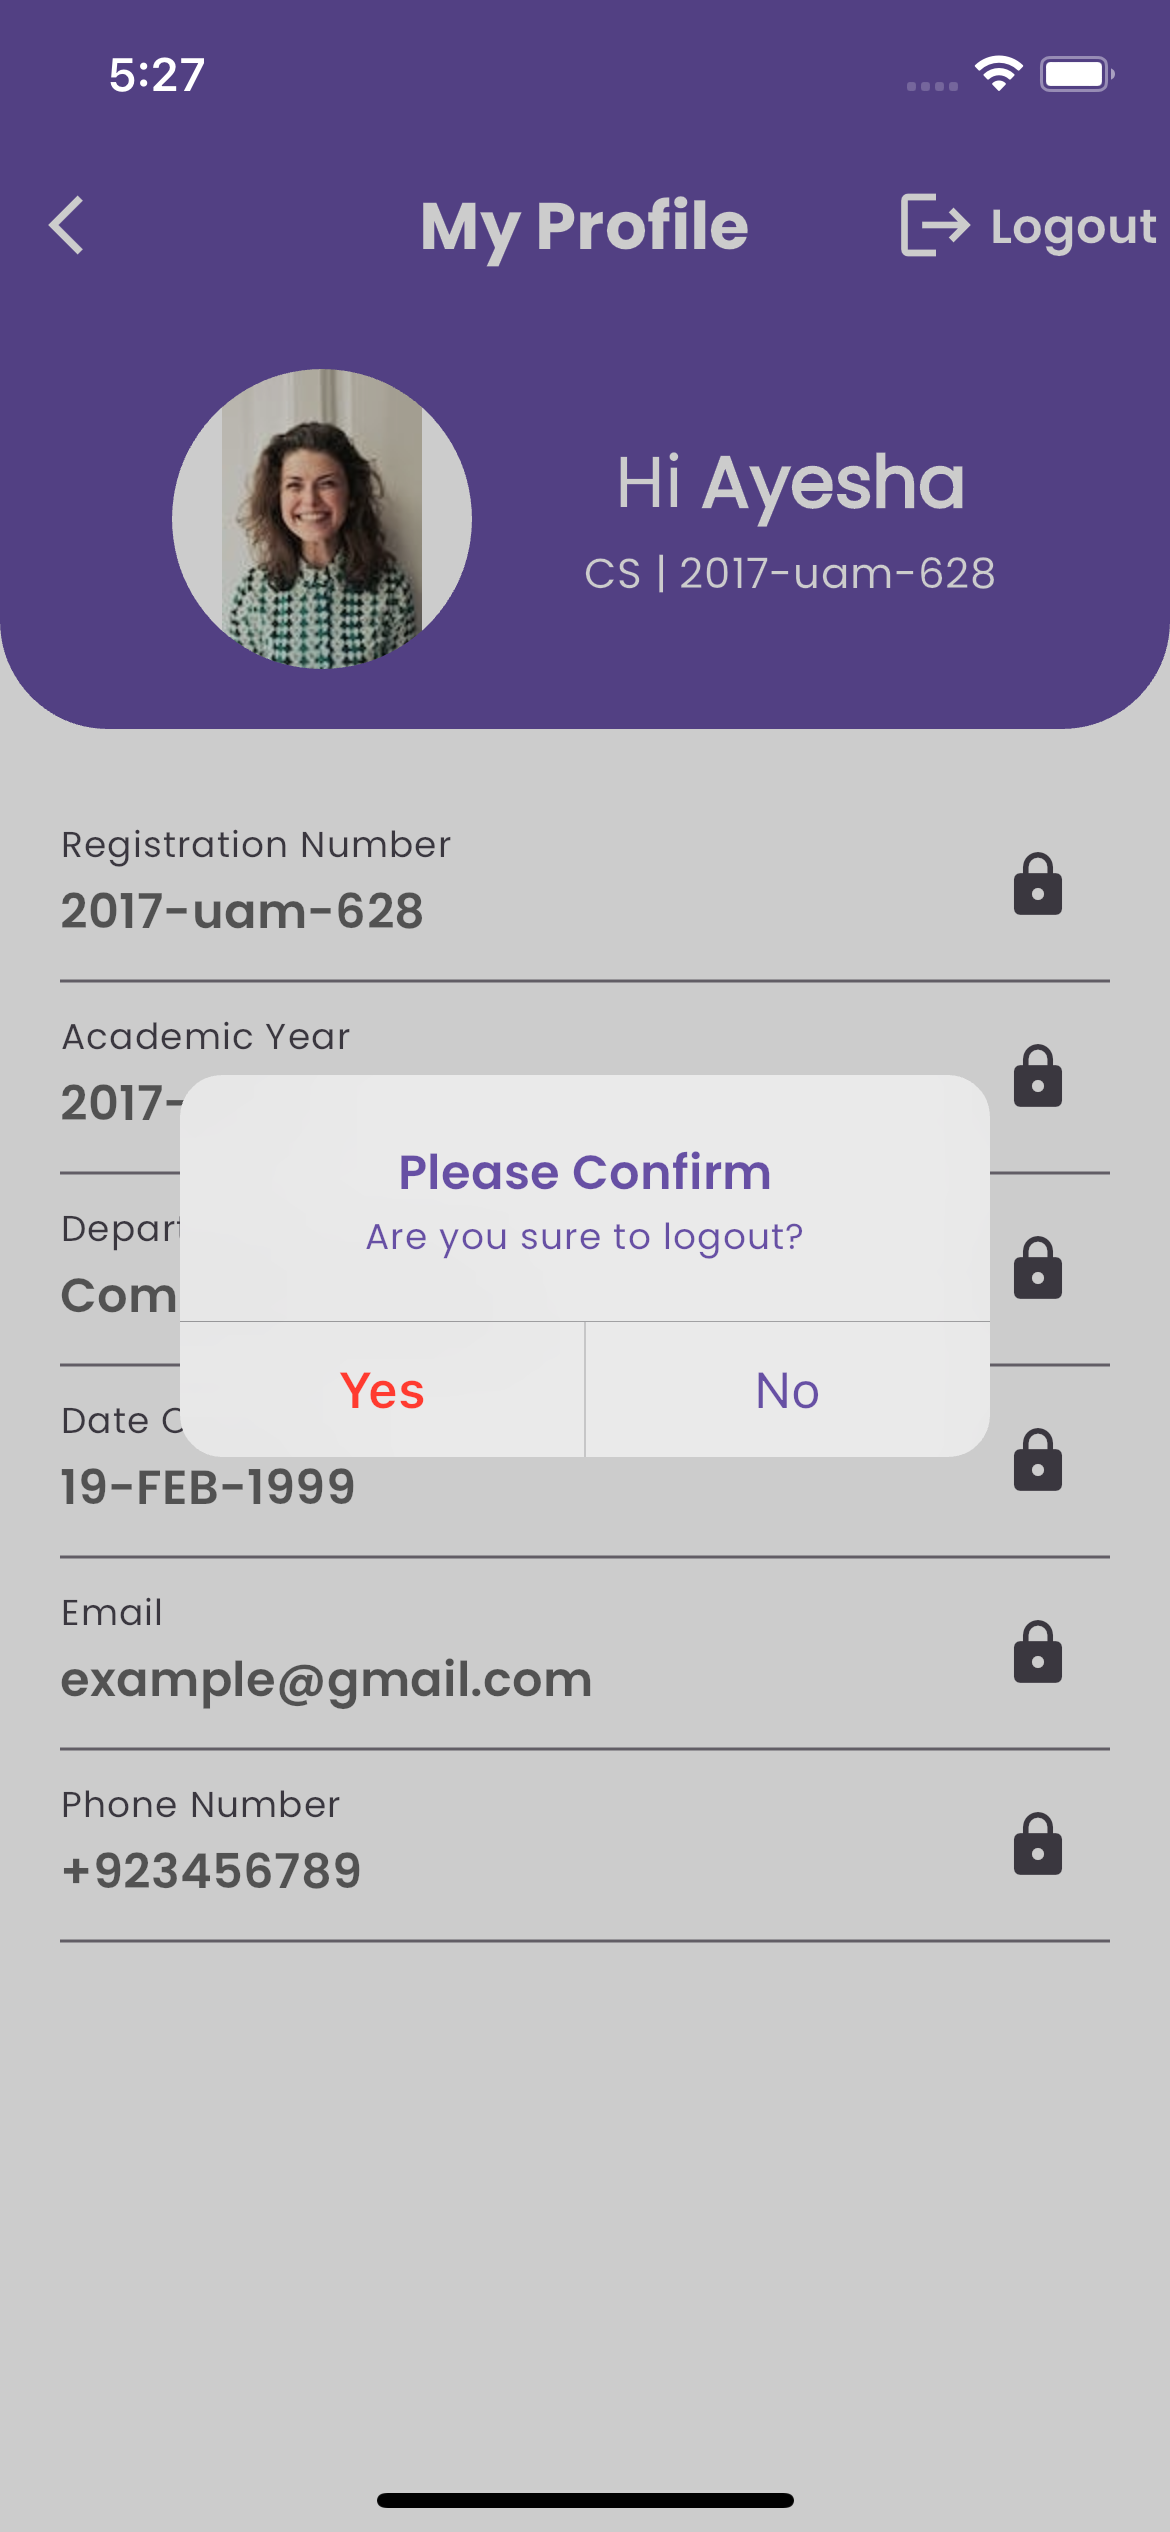 5:27
My Profile
Logout
Hi Ayesha
CS | 2017-uam-628
Registration Number
2017-uam-628
Academic Year
2017-
Please Confirm
Are you sure to logout?
Yes
No
Date
19-FEB-1999
Email
example@gmail.com
Phone Number
+923456789